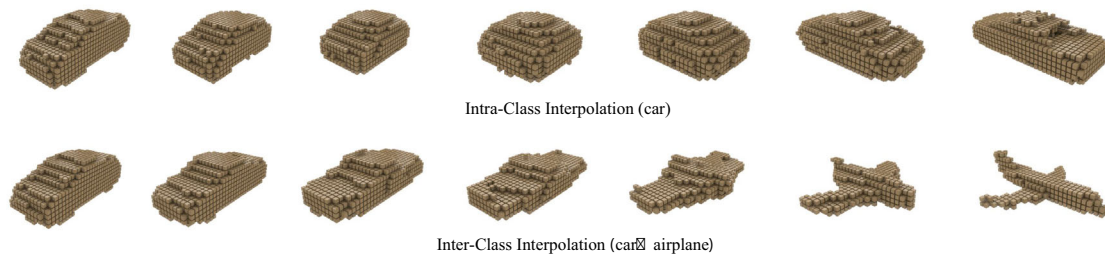 Intra-Class Interpolation (car)
Inter-Class Interpolation (car� airplane)